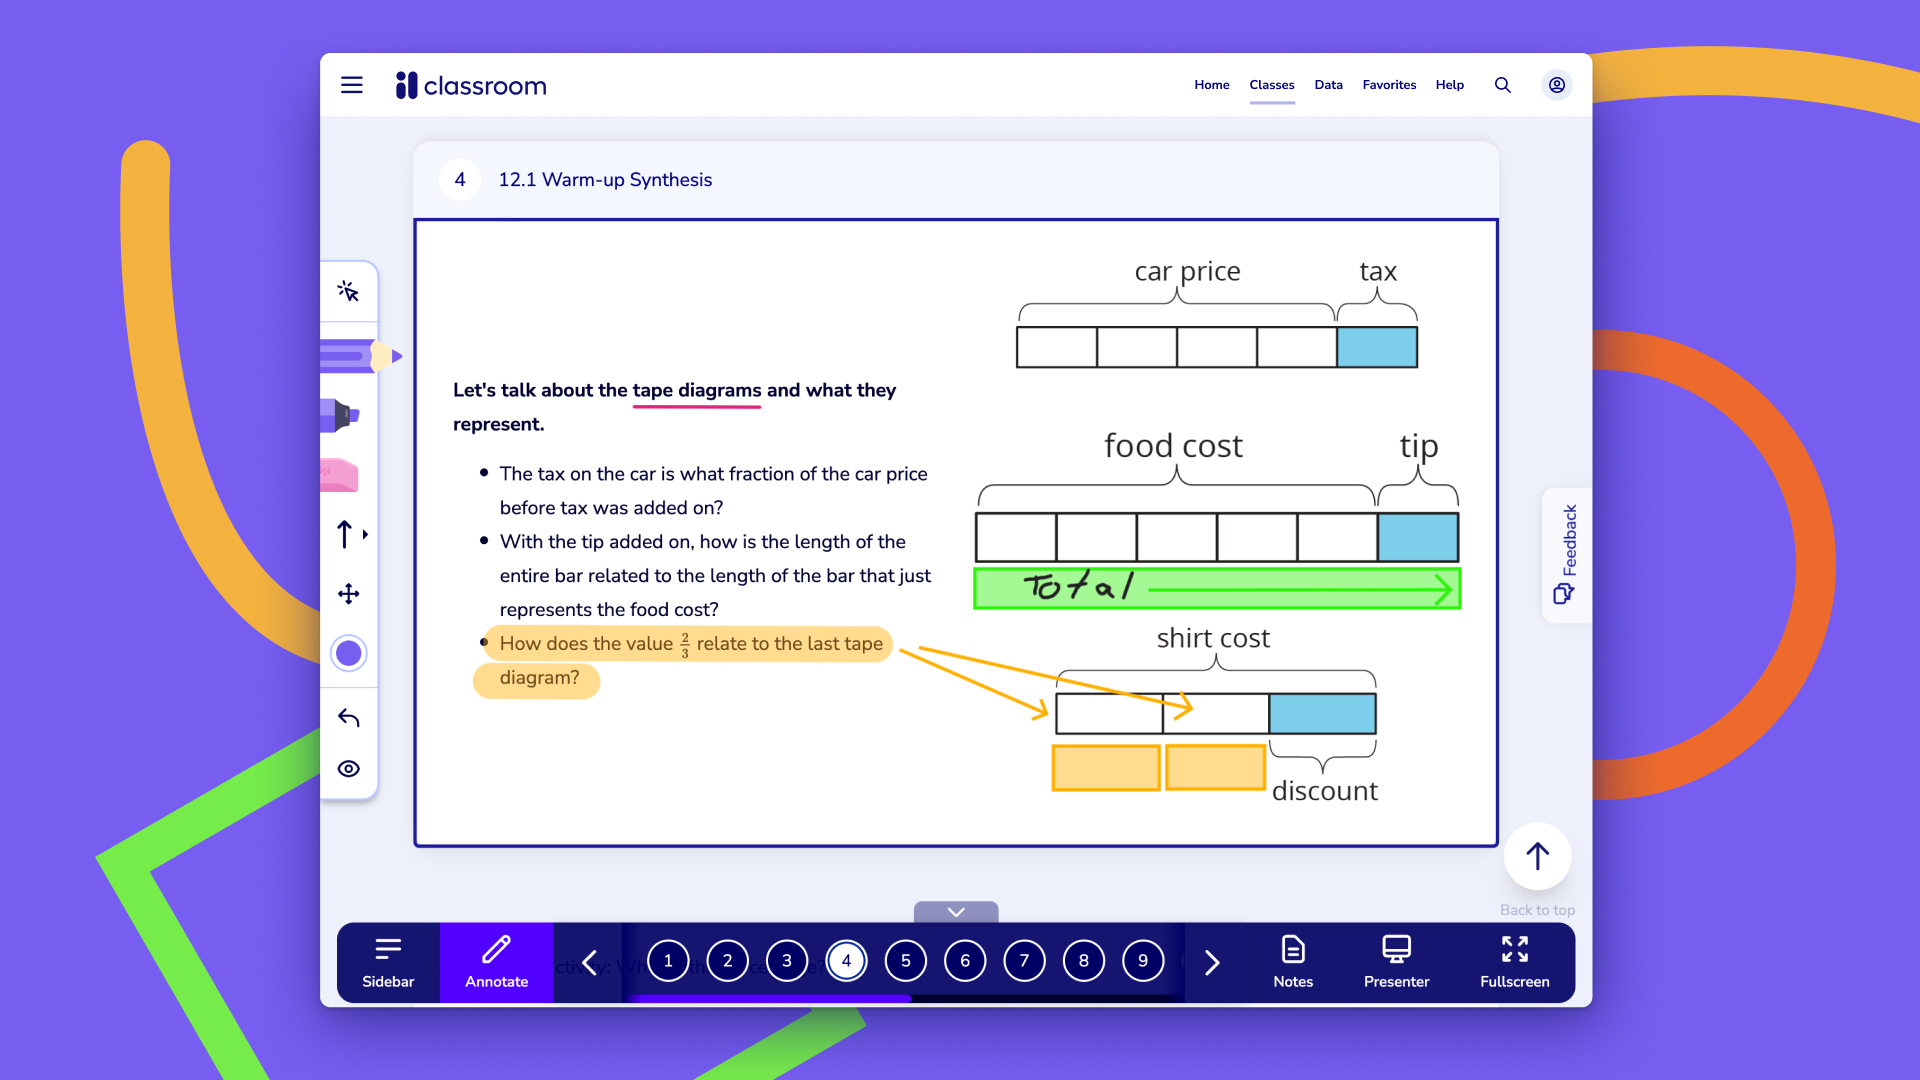 classroom
Home Classes Data Favorites Help
4 12.1 Warm-up Synthesis
car price tax
Let's talk about the tape diagrams and what they
represent.
• The tax on the car is what fraction of the car price
before tax was added on?
• With the tip added on, how is the length of the
entire bar related to the length of the bar that just
represents the food cost?
• How does the value 2/3 relate to the last tape
diagram?
food cost tip
Total
shirt cost
discount
Feedback
Back to top
Sidebar Annotate 1 2 3 4 5 6 7 8 9 Notes Presenter Fullscreen